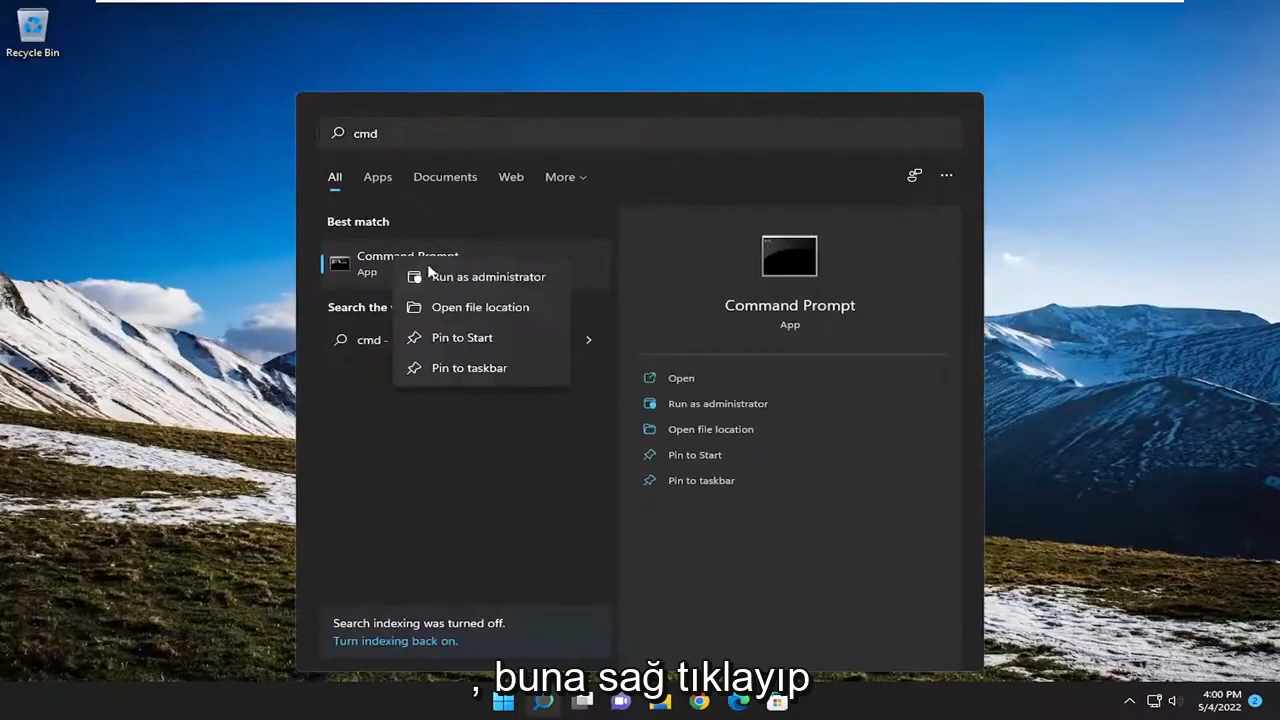 Recycle Bin
cmd
All
Apps
Documents
Web
More
Best match
Command Prompt
App
Run as administrator
Open file location
Pin to Start
Pin to taskbar
Search the
cmd -
Command Prompt
App
Open
Run as administrator
Open file location
Pin to Start
Pin to taskbar
Search indexing was turned off.
Turn indexing back on.
, buna sağ tıklayıp
4:00 PM
5/4/2022
2